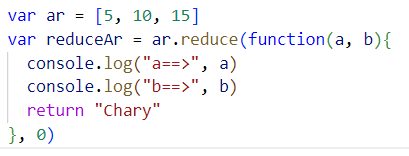 var ar = [5, 10, 15]
var reduceAr = ar.reduce(function(a, b){
  console.log("a==>", a)
  console.log("b==>", b)
  return "Chary"
}, 0)